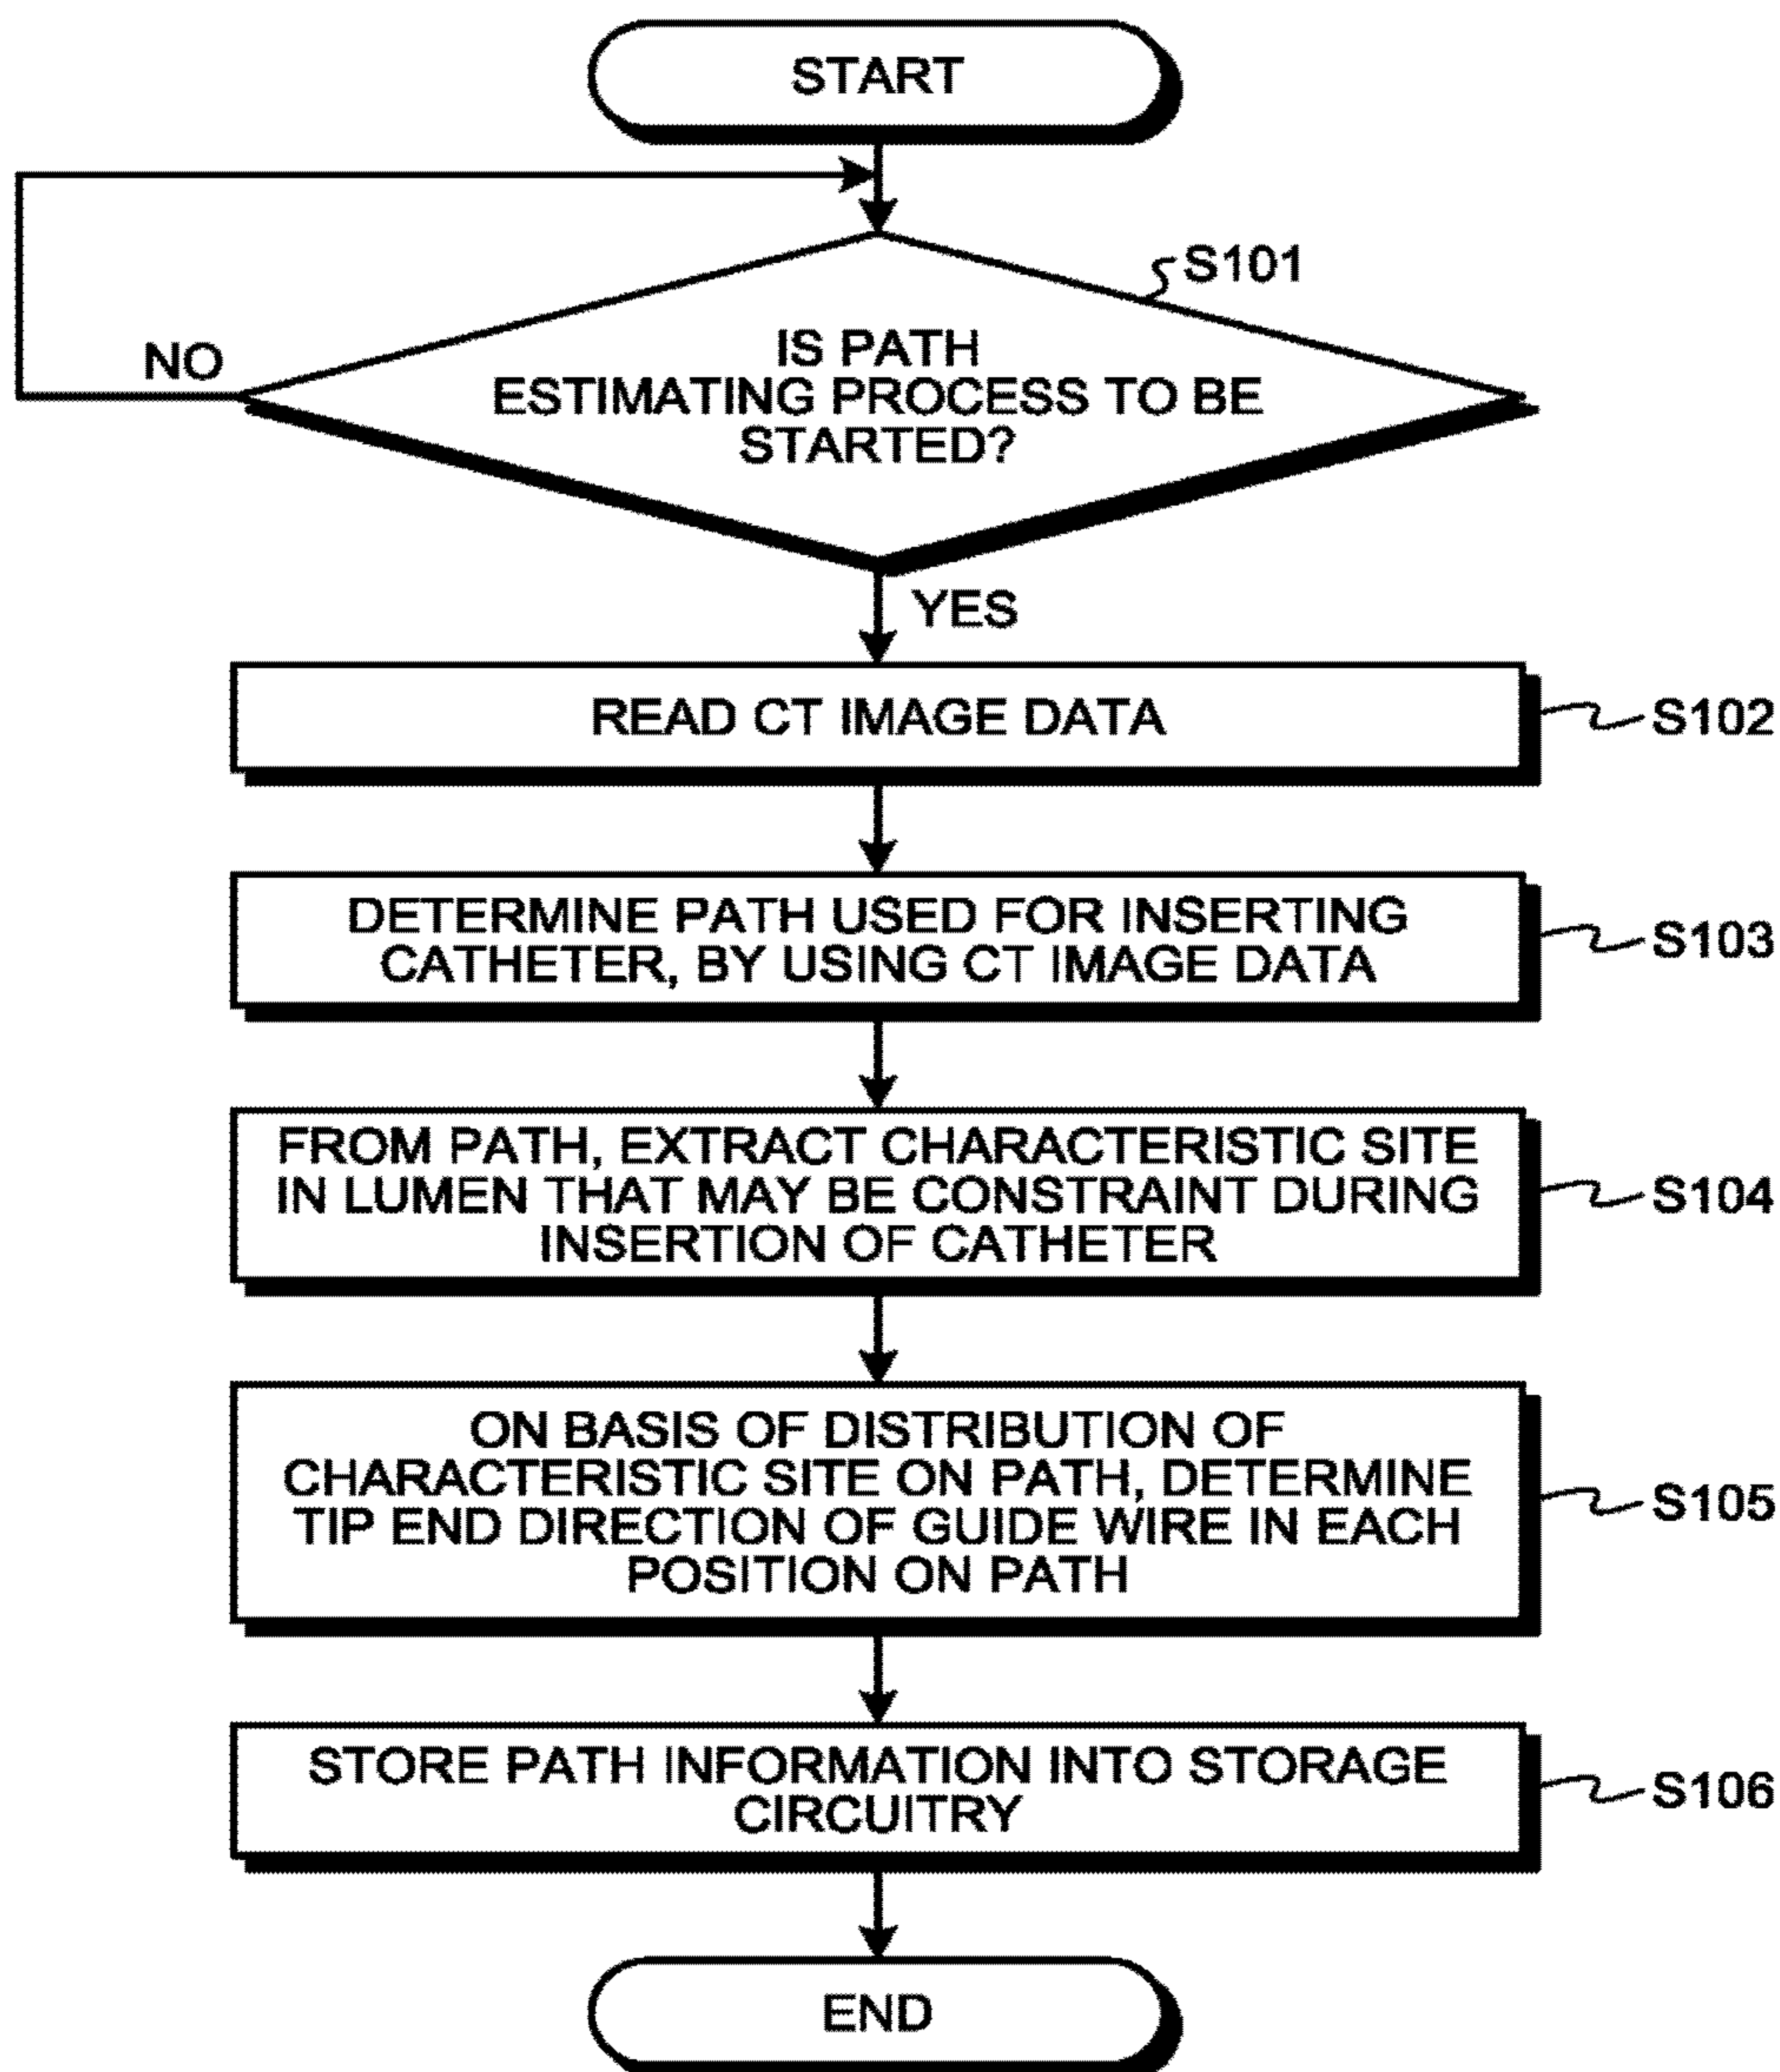 START
S101
IS PATH
ESTIMATING PROCESS TO BE
STARTED?
NO
YES
READ CT IMAGE DATA
S102
DETERMINE PATH USED FOR INSERTING
CATHETER, BY USING CT IMAGE DATA
S103
FROM PATH, EXTRACT CHARACTERISTIC SITE
IN LUMEN THAT MAY BE CONSTRAINT DURING
INSERTION OF CATHETER
S104
ON BASIS OF DISTRIBUTION OF
CHARACTERISTIC SITE ON PATH, DETERMINE
TIP END DIRECTION OF GUIDE WIRE IN EACH
POSITION ON PATH
S105
STORE PATH INFORMATION INTO STORAGE
CIRCUITRY
S106
END